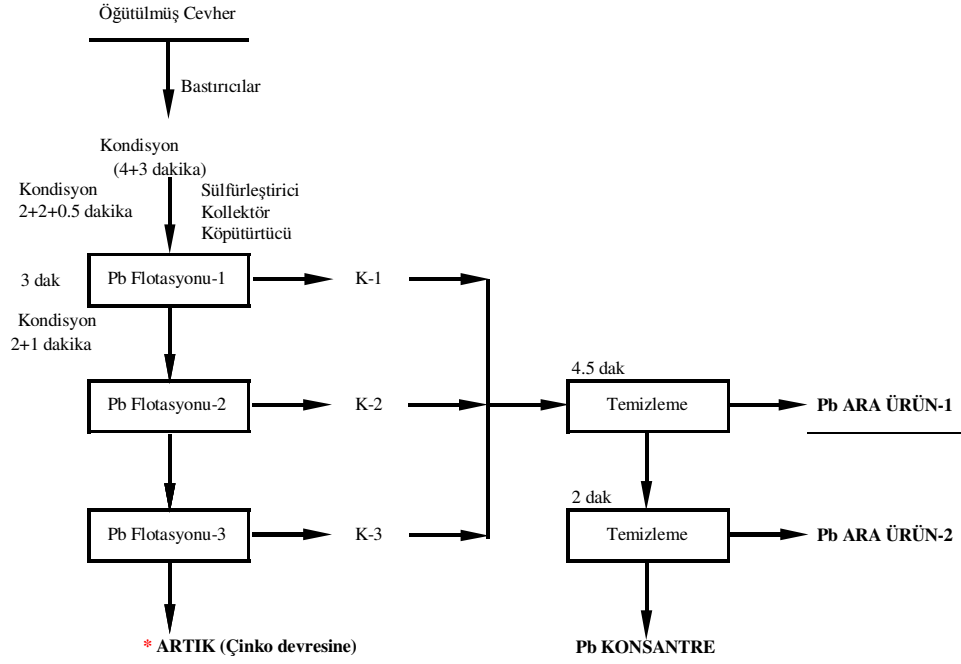 Öğütülmüş Cevher
Bastırıcılar
Kondisyon
(4+3 dakika)
Kondisyon
2+2+0.5 dakika
Sülfürleştirici
Kollektör
Köpütürtücü
3 dak
Pb Flotasyonu-1
K-1
Kondisyon
2+1 dakika
4.5 dak
Pb Flotasyonu-2
K-2
Temizleme
Pb ARA ÜRÜN-1
2 dak
Pb Flotasyonu-3
K-3
Temizleme
Pb ARA ÜRÜN-2
* ARTIK (Çinko devresine)
Pb KONSANTRE